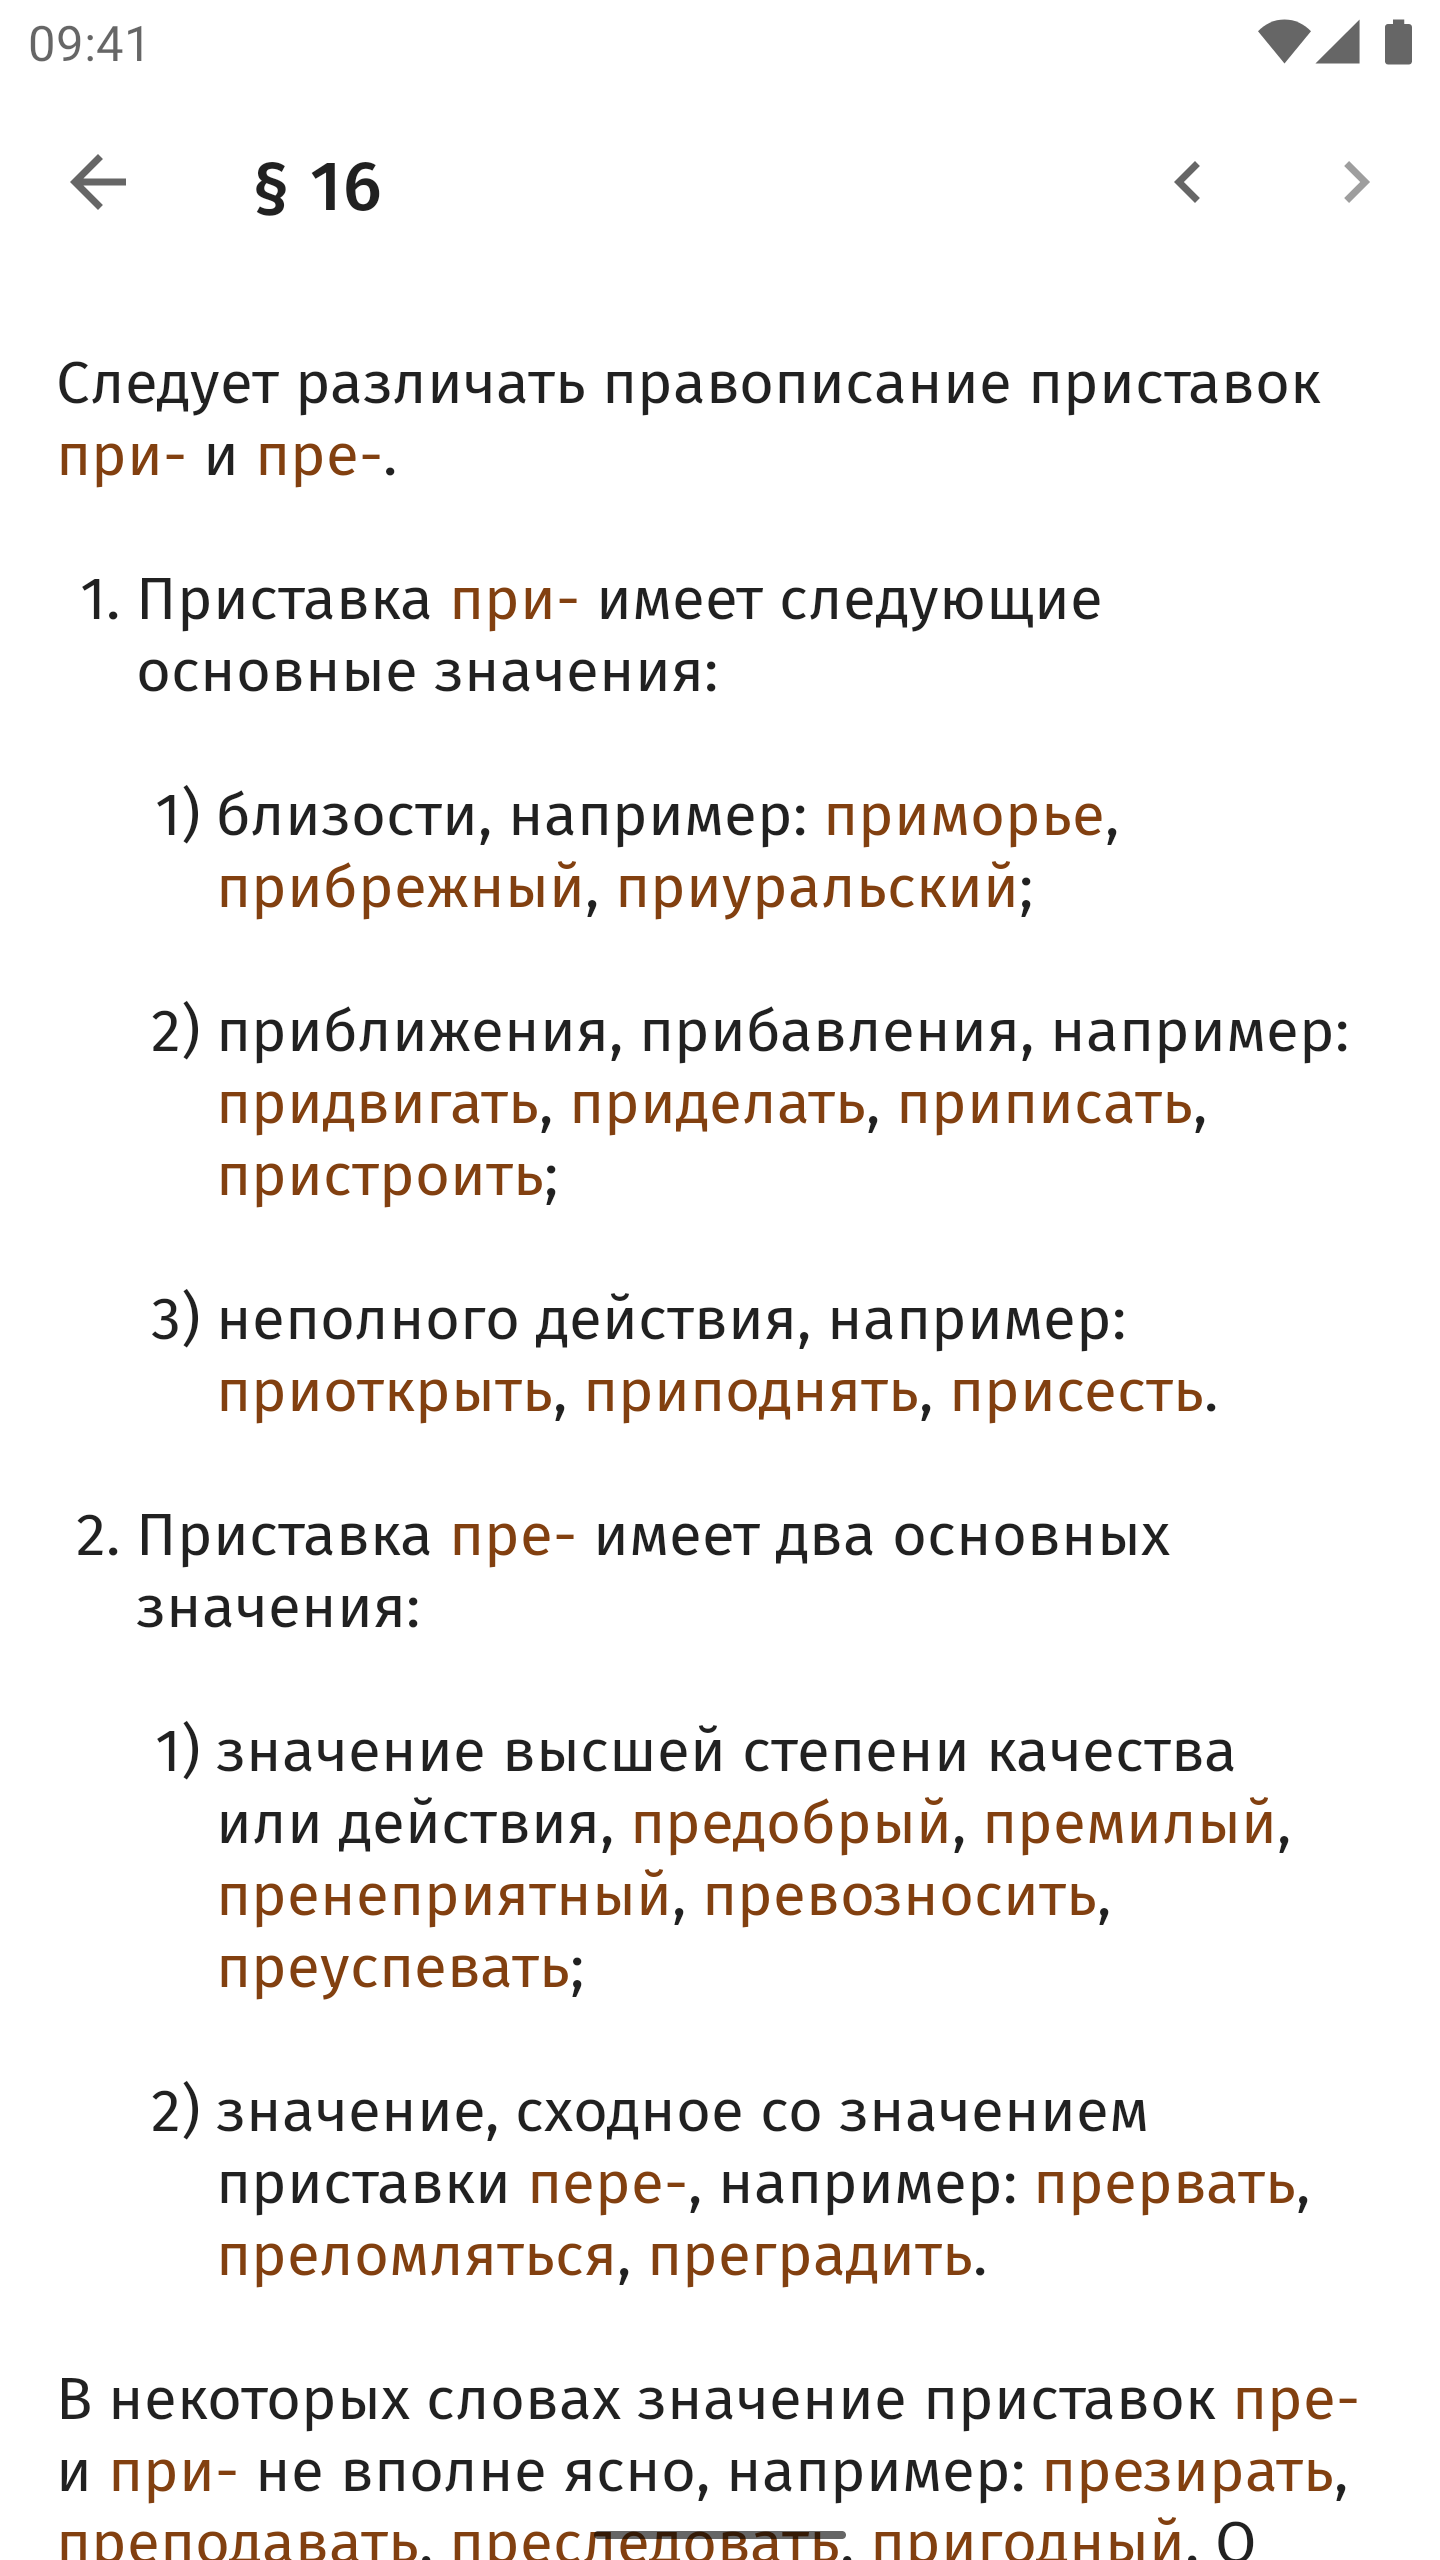 09:41
§ 16
Следует различать правописание приставок
при- и пре-.
1. Приставка при- имеет следующие
основные значения:
1) близости, например: приморье,
прибрежный, приуральский;
2) приближения, прибавления, например:
придвигать, приделать, приписать,
пристроить;
3) неполного действия, например:
приоткрыть, приподнять, присесть.
2. Приставка пре- имеет два основных
значения:
1) значение высшей степени качества
или действия, предобрый, премилый,
пренеприятный, превозносить,
преуспевать;
2) значение, сходное со значением
приставки пере-, например: прервать,
преломляться, преградить.
В некоторых словах значение приставок пре-
и при- не вполне ясно, например: презирать,
преподавать, преследовать, пригодный. О